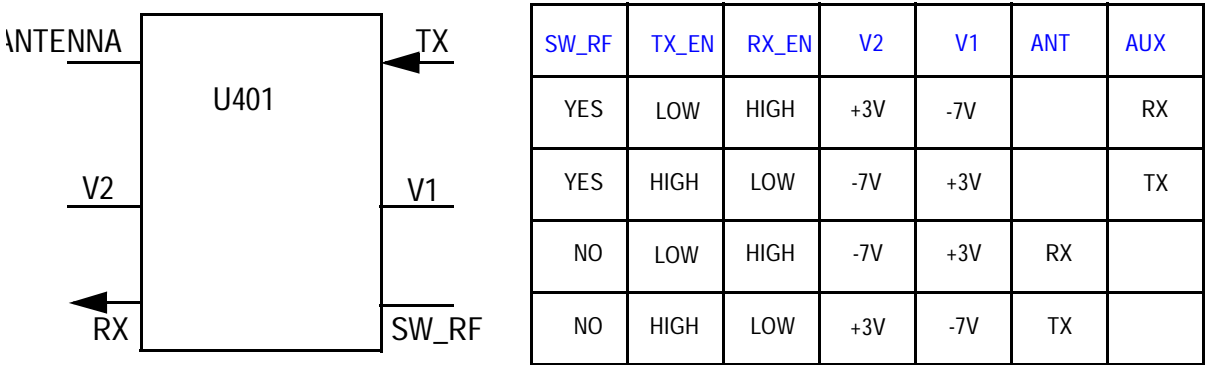 ANTENNA
TX
U401
V2
V1
RX
SW_RF
SW_RF TX_EN RX_EN V2 V1 ANT AUX
YES LOW HIGH +3V -7V RX
YES HIGH LOW -7V +3V TX
NO LOW HIGH -7V +3V RX
NO HIGH LOW +3V -7V TX